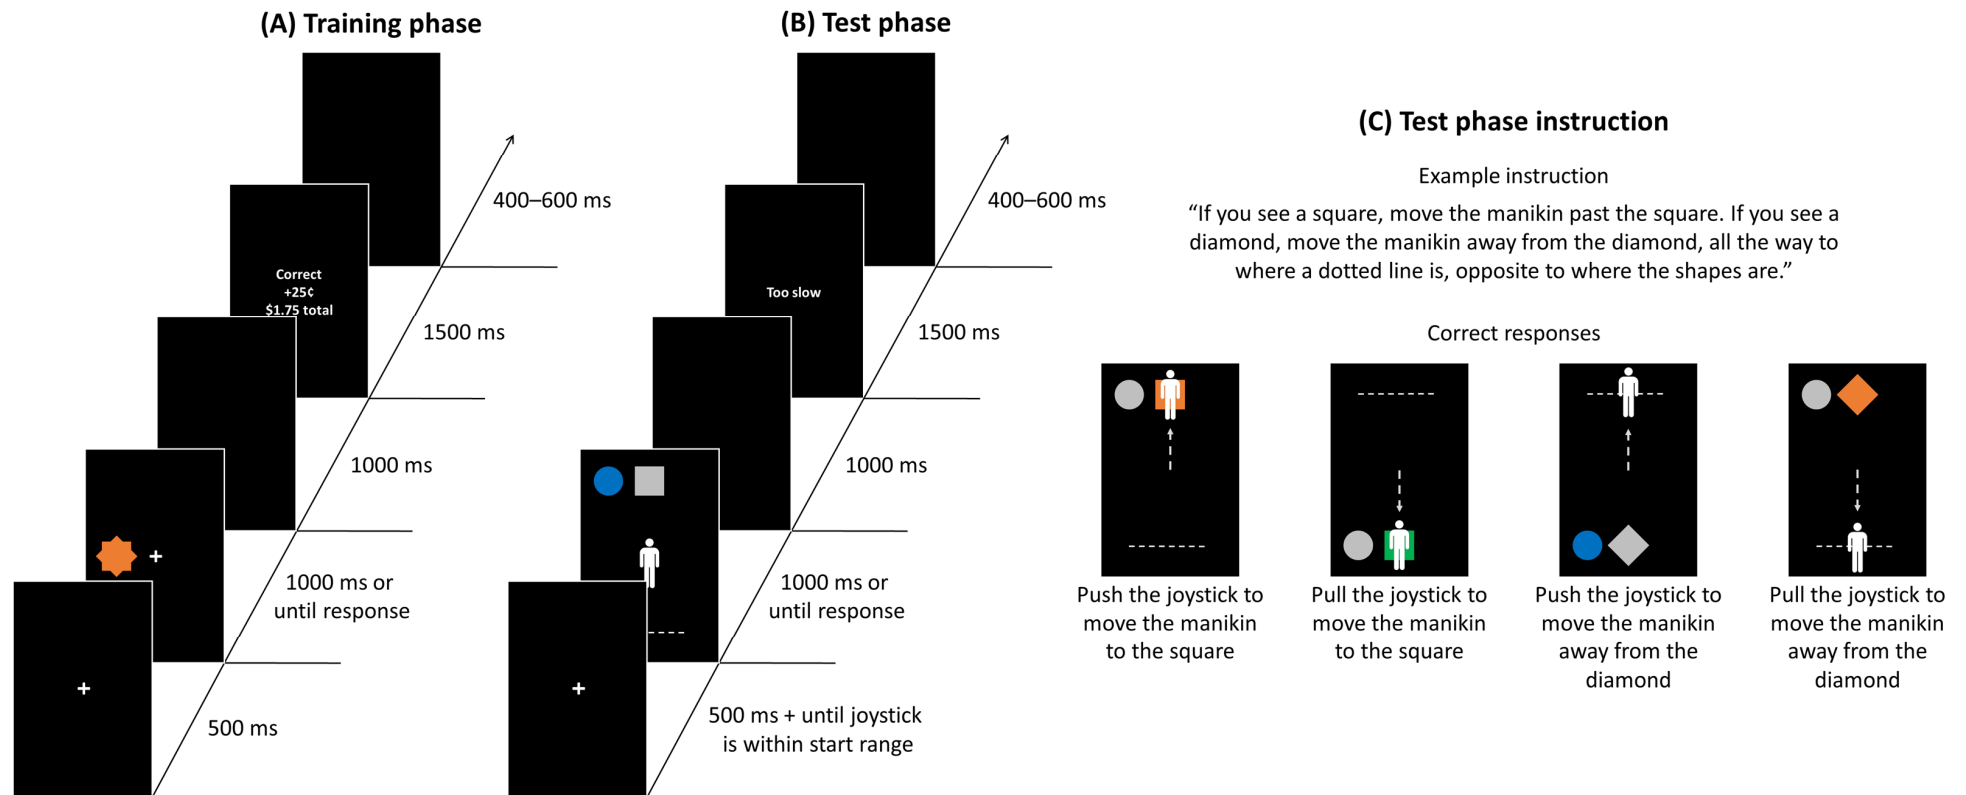 (A) Training phase
400–600 ms
Correct
+25¢
$1.75 total
1500 ms
1000 ms
1000 ms or
until response
500 ms
(B) Test phase
400–600 ms
Too slow
1500 ms
1000 ms
1000 ms or
until response
500 ms + until joystick
is within start range
(C) Test phase instruction
Example instruction
“If you see a square, move the manikin past the square. If you see a
diamond, move the manikin away from the diamond, all the way to
where a dotted line is, opposite to where the shapes are.”
Correct responses
Push the joystick to
move the manikin
to the square
Pull the joystick to
move the manikin
to the square
Push the joystick to
move the manikin
away from the
diamond
Pull the joystick to
move the manikin
away from the
diamond